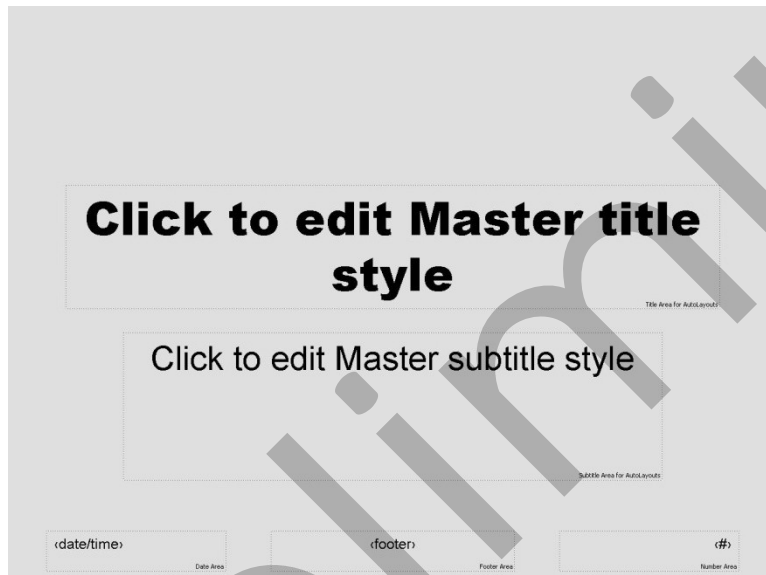 Click to edit Master title
style
Title Area for AutoLayouts
Click to edit Master subtitle style
Subtitle Area for AutoLayouts
‹date/time›
Date Area
‹footer›
Footer Area
‹#›
Number Area